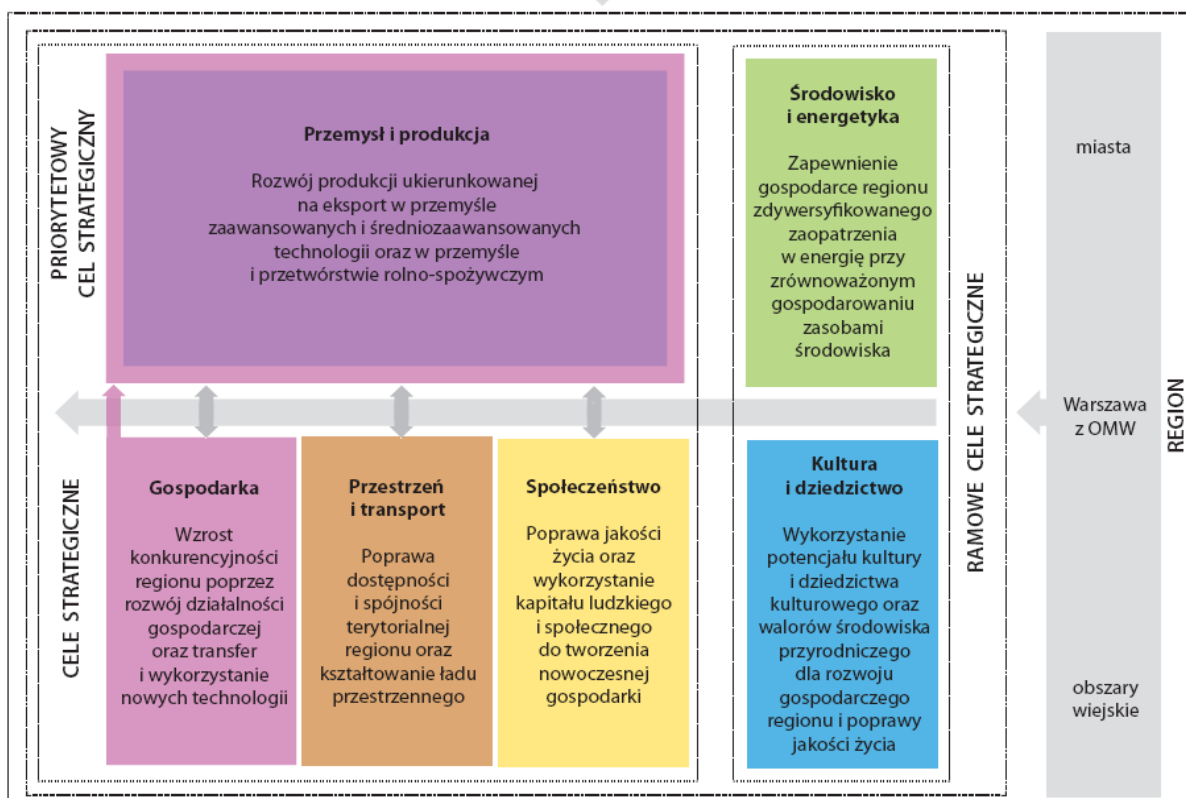 PRIORYTETOWY
CEL STRATEGICZNY
Przemysł i produkcja
Rozwój produkcji ukierunkowanej
na eksport w przemyśle
zaawansowanych i średniozaawansowanych
technologii oraz w przemyśle
i przetwórstwie rolno-spożywczym
Środowisko
i energetyka
Zapewnienie
gospodarce regionu
zdywersyfikowanego
zaopatrzenia
w energię przy
zrównoważonym
gospodarowaniu
zasobami
środowiska
CELE STRATEGICZNE
Gospodarka
Wzrost
konkurencyjności
regionu poprzez
rozwój działalności
gospodarczej
oraz transfer
i wykorzystanie
nowych technologii
Przestrzeń
i transport
Poprawa
dostępności
i spójności
terytorialnej
regionu oraz
kształtowanie ładu
przestrzennego
Społeczeństwo
Poprawa jakości
życia oraz
wykorzystanie
kapitału ludzkiego
i społecznego
do tworzenia
nowoczesnej
gospodarki
Kultura
i dziedzictwo
Wykorzystanie
potencjału kultury
i dziedzictwa
kulturowego oraz
walorów środowiska
przyrodniczego
dla rozwoju
gospodarczego
regionu i poprawy
jakości życia
RAMOWE CELE STRATEGICZNE
miasta
Warszawa
z OMW
obszary
wiejskie
REGION